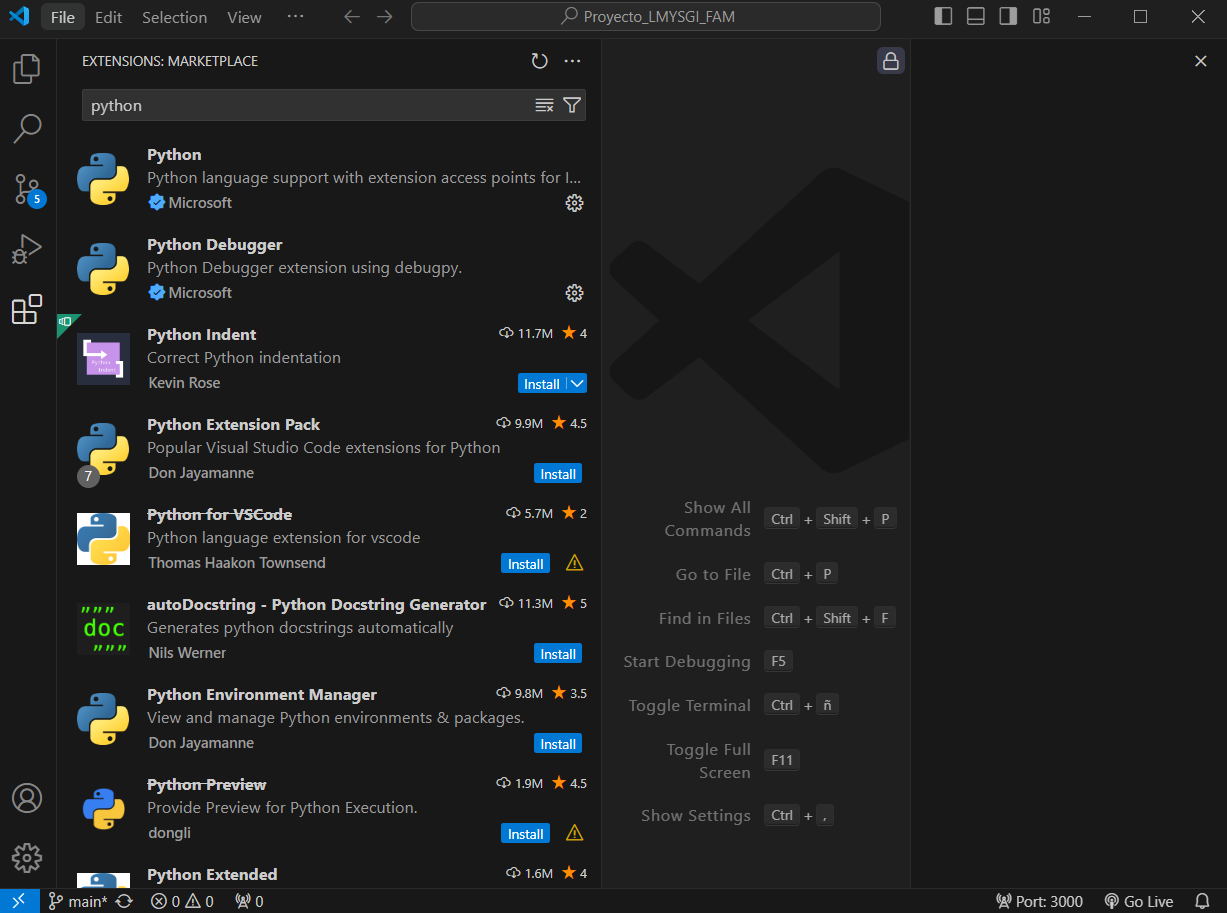 File Edit Selection View ··· Proyecto_LMYSGI_FAM
EXTENSIONS: MARKETPLACE
python
Python
Python language support with extension access points for I...
Microsoft
Python Debugger
Python Debugger extension using debugpy.
Microsoft
Python Indent 11.7M 4
Correct Python indentation
Kevin Rose Install
Python Extension Pack 9.9M 4.5
Popular Visual Studio Code extensions for Python
7
Don Jayamanne Install
Python for VSCode 5.7M 2
Python language extension for vscode
Thomas Haakon Townsend Install
autoDocstring - Python Docstring Generator 11.3M 5
"""
doc
"""
Generates python docstrings automatically
Nils Werner Install
Python Environment Manager 9.8M 3.5
View and manage Python environments & packages.
Don Jayamanne Install
Python Preview 1.9M 4.5
Provide Preview for Python Execution.
dongli Install
Python Extended 1.6M 4
5
Show All Commands Ctrl + Shift + P
Go to File Ctrl + P
Find in Files Ctrl + Shift + F
Start Debugging F5
Toggle Terminal Ctrl + ñ
Toggle Full Screen F11
Show Settings Ctrl + ,
main* 0 0 0 Port: 3000 Go Live